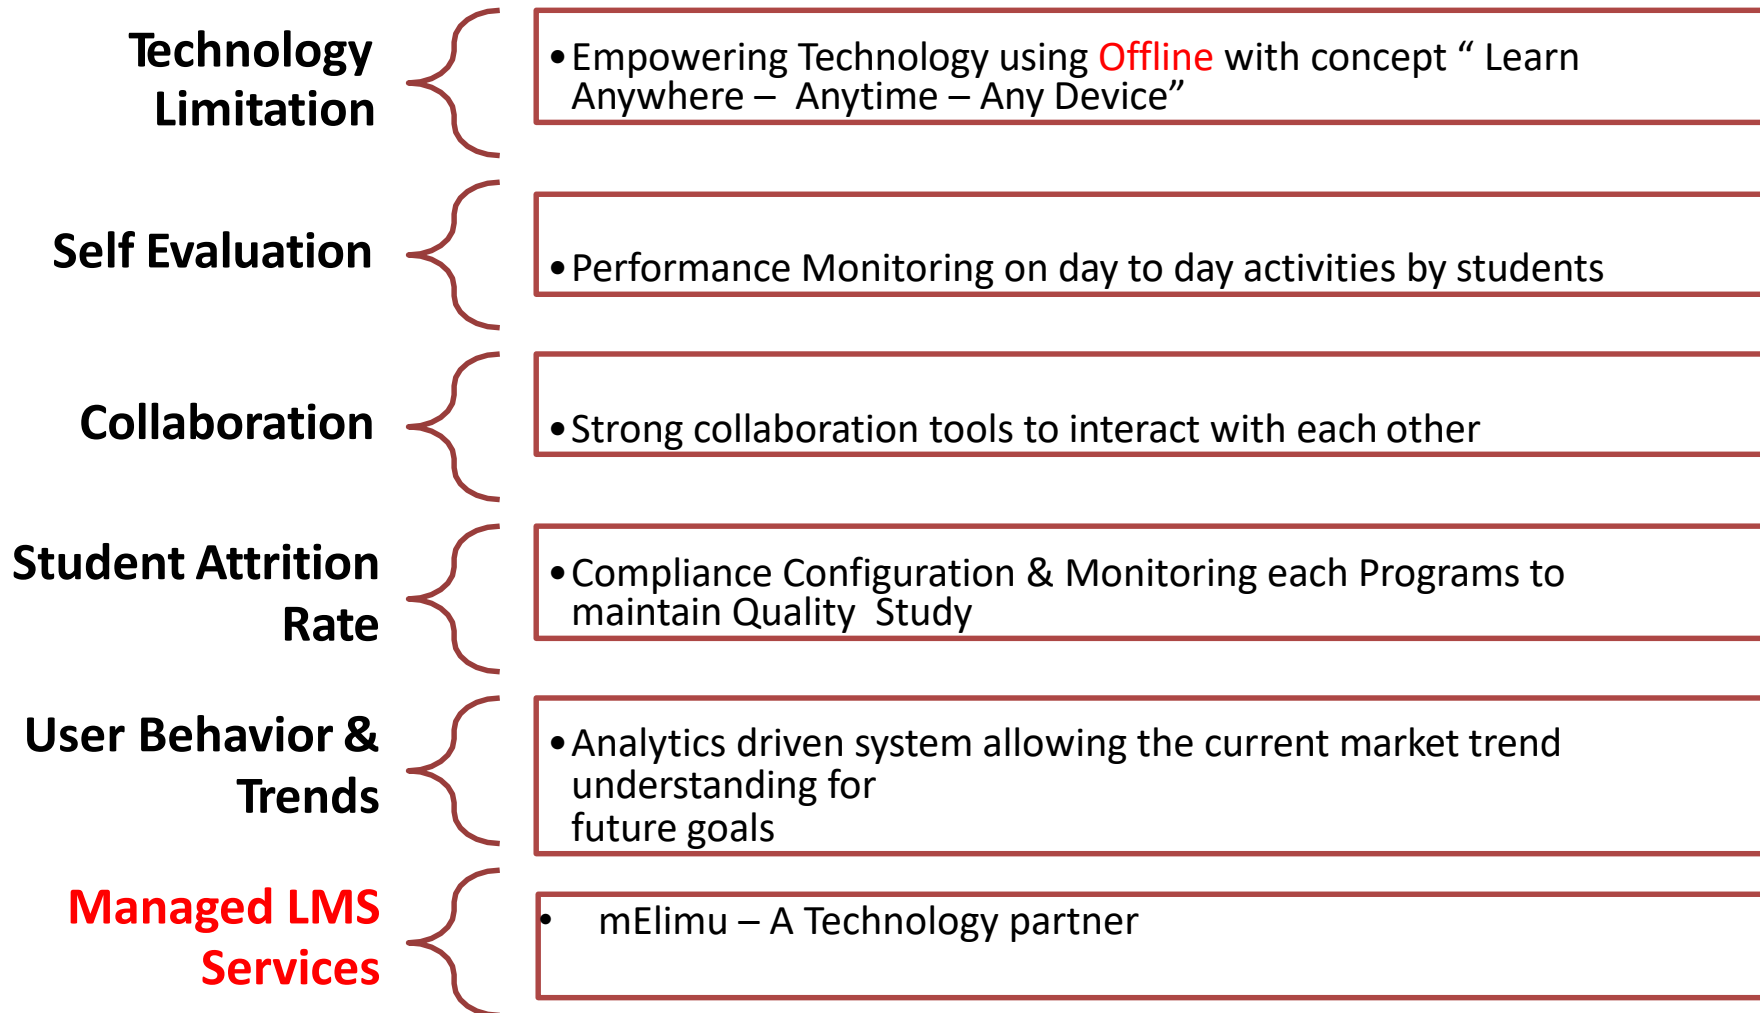 Technology
Limitation
•Empowering Technology using Offline with concept “ Learn
Anywhere – Anytime – Any Device”
Self Evaluation
•Performance Monitoring on day to day activities by students
Collaboration
•Strong collaboration tools to interact with each other
Student Attrition
Rate
•Compliance Configuration & Monitoring each Programs to
maintain Quality Study
User Behavior &
Trends
•Analytics driven system allowing the current market trend
understanding for
future goals
Managed LMS
Services
• mElimu – A Technology partner